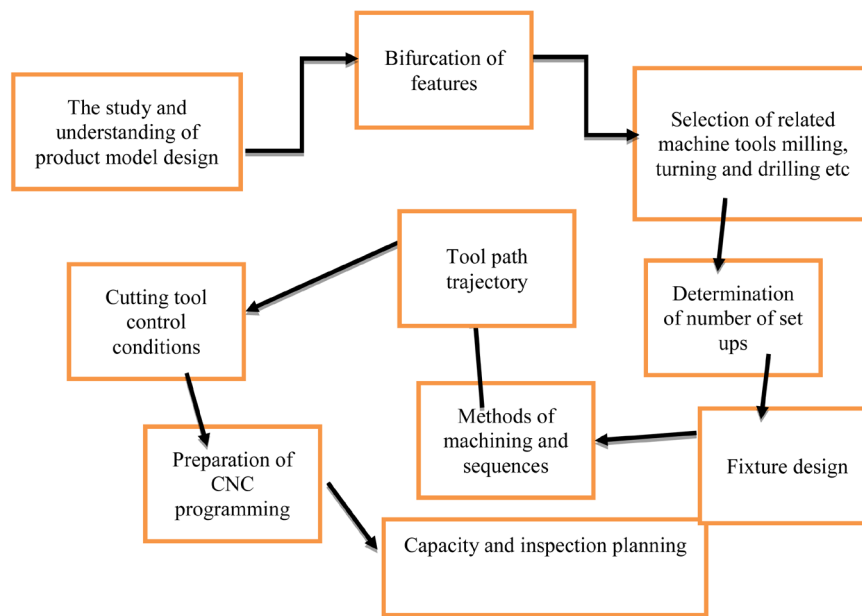 The study and
understanding of
product model design
Bifurcation of
features
Selection of related
machine tools milling,
turning and drilling etc
Determination
of number of set
ups
Fixture design
Methods of
machining and
sequences
Tool path
trajectory
Cutting tool
control
conditions
Preparation of
CNC
programming
Capacity and inspection planning